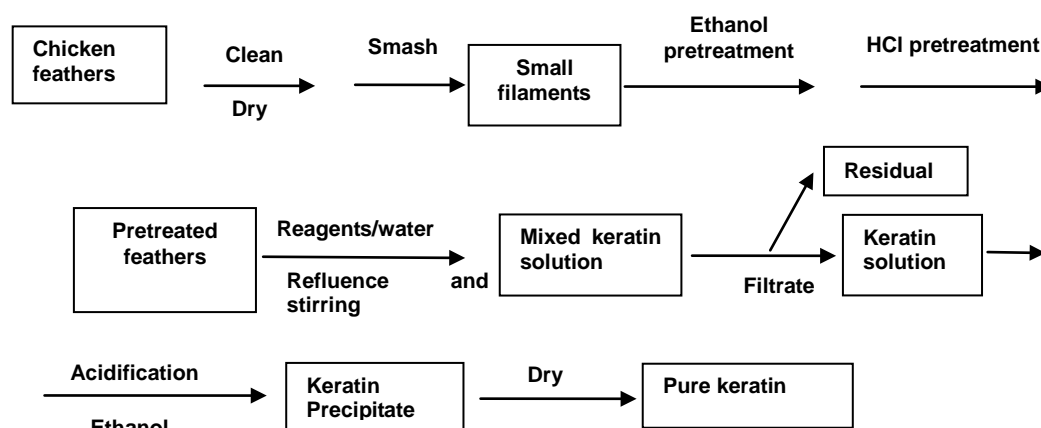 Chicken
feathers
Clean
Dry
Smash
Small
filaments
Ethanol
pretreatment
HCl pretreatment
Pretreated
feathers
Reagents/water
Refluence and
stirring
Mixed keratin
solution
Filtrate
Residual
Keratin
solution
Acidification
Ethanol
Keratin
Precipitate
Dry
Pure keratin